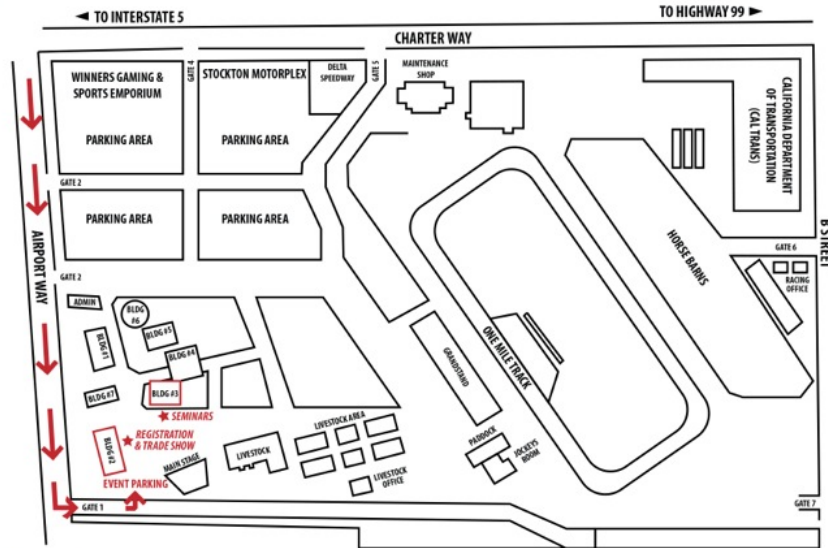 TO INTERSTATE 5
TO HIGHWAY 99
CHARTER WAY
WINNERS GAMING &
SPORTS EMPORIUM
PARKING AREA
GATE 4
STOCKTON MOTORPLEX
PARKING AREA
DELTA
SPEEDWAY
GATE 5
MAINTENANCE
SHOP
CALIFORNIA DEPARTMENT
OF TRANSPORTATION
(CAL TRANS)
GATE 2
PARKING AREA
PARKING AREA
AIRPORT WAY
GATE 2
HORSE BARNS
B STREET
GATE 6
RACING
OFFICE
ADMIN
BLDG
#6
BLDG #5
BLDG #1
BLDG #4
BLDG #7
BLDG #3
SEMINARS
REGISTRATION
& TRADE SHOW
BLDG #2
EVENT PARKING
MAIN STAGE
LIVESTOCK
LIVESTOCK AREA
LIVESTOCK
OFFICE
GRANDSTAND
ONE MILE TRACK
PADDOCK
JOCKEYS
ROOM
GATE 1
GATE 7